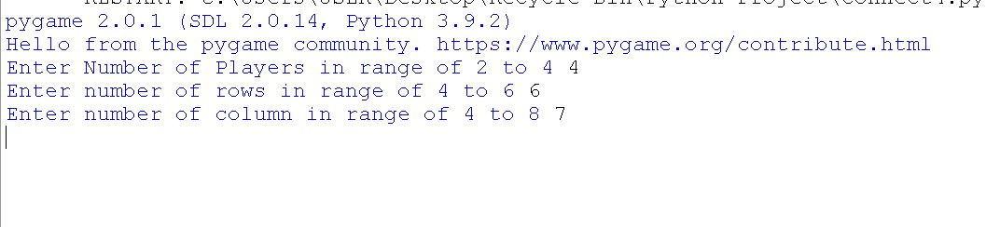 RESTART: C:\Users\USER\Desktop\Recycle Bin\Python Project\Connect4.py
pygame 2.0.1 (SDL 2.0.14, Python 3.9.2)
Hello from the pygame community. https://www.pygame.org/contribute.html
Enter Number of Players in range of 2 to 4 4
Enter number of rows in range of 4 to 6 6
Enter number of column in range of 4 to 8 7